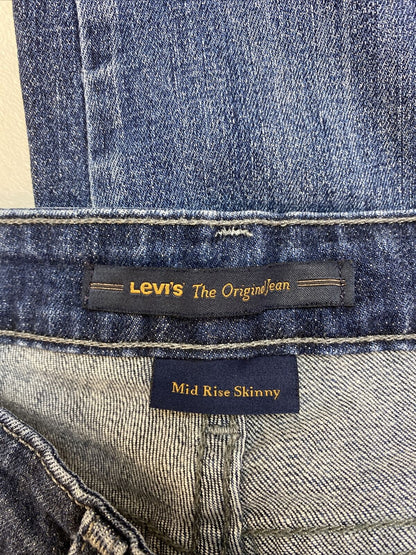 LEVI'S The Original Jean
Mid Rise Skinny